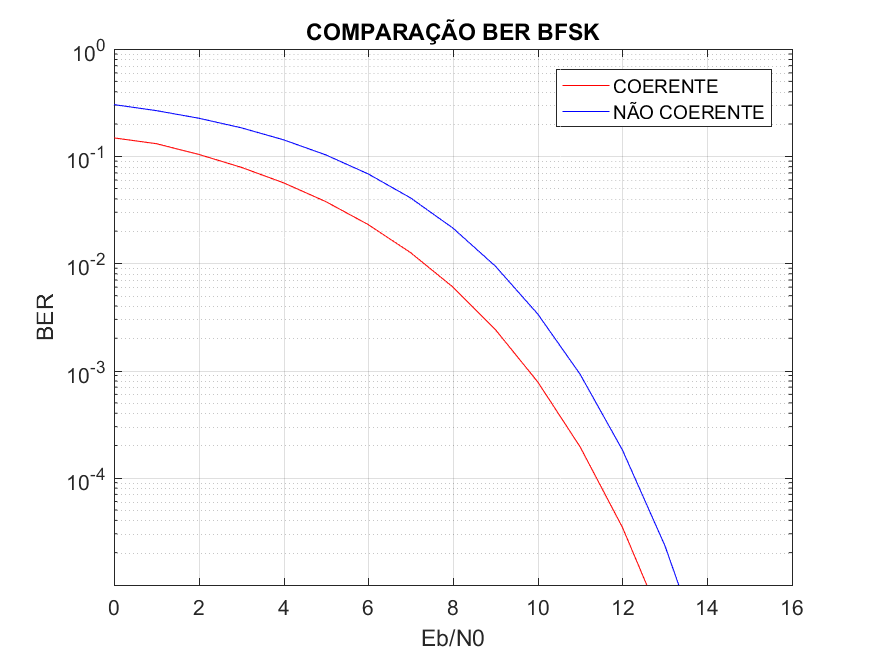 COMPARAÇÃO BER BFSK
10^0
COERENTE
NÃO COERENTE
10^-1
10^-2
BER
10^-3
10^-4
0 2 4 6 8 10 12 14 16
Eb/N0